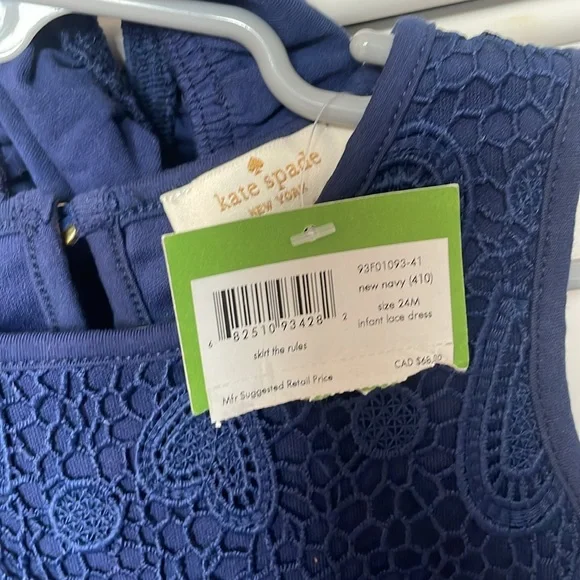 kate spade
NEW YORK
93F01093-41
new navy (410)
size 24M
infant lace dress
6 82510 93428 2
skirt the rules
Mfr Suggested Retail Price
CAD $68.00